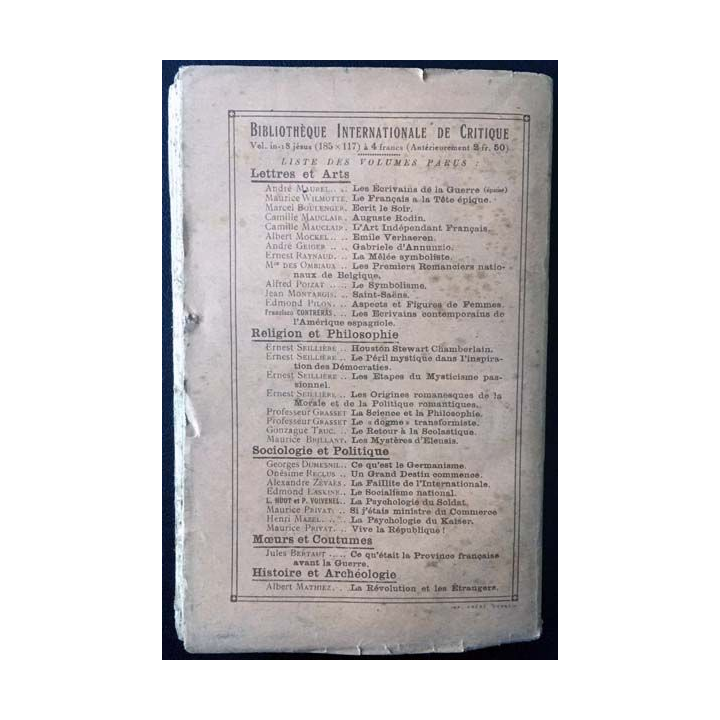 BIBLIOTHÈQUE INTERNATIONALE DE CRITIQUE
Vol. in-18 jésus (185 × 117) à 4 francs (Antérieurement 3 fr. 50)
LISTE DES VOLUMES PARUS :
Lettres et Arts
André MAUREL.. .. Les Écrivains de la Guerre (épuisé)
Maurice WILMOTTE. Le Français a la Tête épique.
Marcel BOULENGER. Ecrit le Soir.
Camille MAUCLAIR. Auguste Rodin.
Camille MAUCLAIR. L'Art Indépendant Français.
Albert MOCKEL.. .. Emile Verhaeren.
André GEIGER .. .. Gabriele d'Annunzio.
Ernest RAYNAUD. .. La Mêlée symboliste.
DES OMBIAUX .. Les Premiers Romanciers natio-
naux de Belgique.
Alfred POIZAT .. .. Le Symbolisme.
Jean MONTARGIS. .. Saint-Saëns.
Edmond PILON. .. Aspects et Figures de Femmes.
Francisco CONTRERAS. .. Les Ecrivains contemporains de
l'Amérique espagnole.
Religion et Philosophie
Ernest SEILLIÈRE .. Houston Stewart Chamberlain.
Ernest SEILLIÈRE .. Le Péril mystique dans l'inspira-
tion des Démocraties.
Ernest SEILLIÈRE .. Les Etapes du Mysticisme pas-
sionnel.
Ernest SEILLIÈRE.. Les Origines romanesques de la
Morale et de la Politique romantiques.
Professeur GRASSET La Science et la Philosophie.
Professeur GRASSET Le « dogme » transformiste.
Gonzague TRUC. .. Le Retour à la Scolastique.
Maurice BRILLANT. Les Mystères d'Eleusis.
Sociologie et Politique
Georges DUMESNIL.. Ce qu'est le Germanisme.
Onésime RECLUS .. Un Grand Destin commence.
Alexandre ZÉVAÈS. La Faillite de l'Internationale.
Edmond LASKINE.. Le Socialisme national.
L. HUOT et P. VOIVENEL.. La Psychologie du Soldat.
Maurice PRIVAT. .. Si j'étais ministre du Commerce
Henri MAZEL.. .. La Psychologie du Kaiser.
Maurice PRIVAT. .. Vive la République !
Mœurs et Coutumes
Jules BERTAUT .. .. Ce qu'était la Province française
avant la Guerre.
Histoire et Archéologie
Albert MATHIEZ. .. La Révolution et les Étrangers.